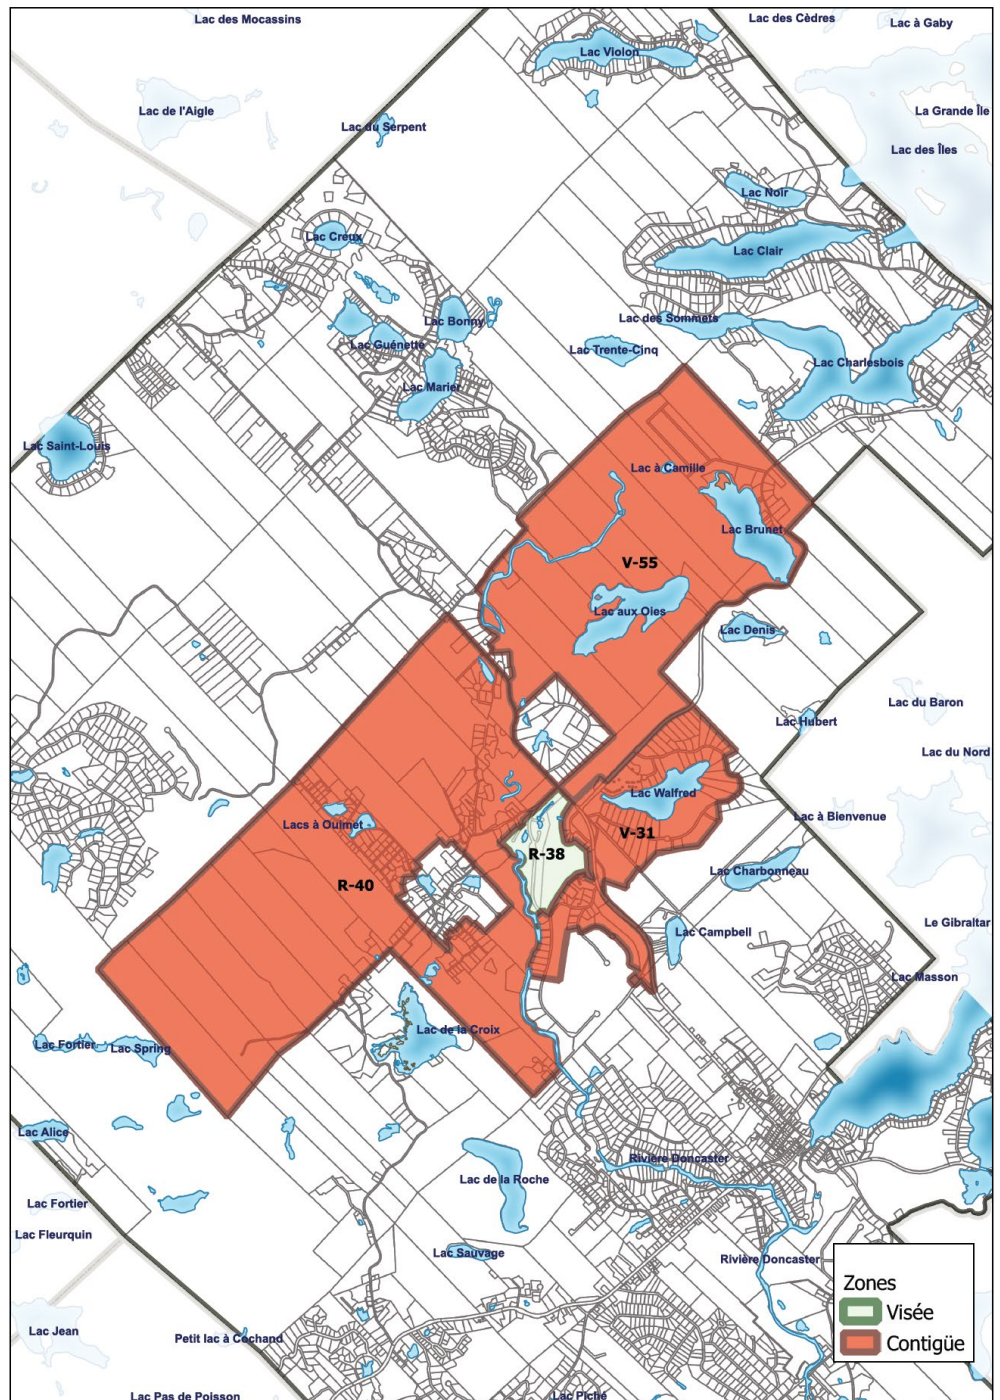 Lac des Mocassins
Lac des Cèdres
Lac à Gaby
Lac Violon
Lac de l'Aigle
La Grande Île
Lac du Serpent
Lac des Îles
Lac Noir
Lac Creux
Lac Clair
Lac Bonny
Lac des Sommets
Lac Guénette
Lac Trente-Cinq
Lac Charlesbois
Lac Marier
Lac Saint-Louis
Lac à Camille
Lac Brunet
V-55
Lac aux Oies
Lac Denis
Lac du Baron
Lac Hubert
Lac du Nord
Lac Walfred
Lac à Bienvenue
Lacs à Ouimet
V-31
R-38
Lac Charbonneau
R-40
Le Gibraltar
Lac Campbell
Lac Masson
Lac de la Croix
Lac Fortier
Lac Spring
Lac Alice
Rivière Doncaster
Lac de la Roche
Lac Fortier
Lac Fleurquin
Lac Sauvage
Rivière Doncaster
Zones
Visée
Contigüe
Lac Jean
Petit lac à Cochand
Lac Pas de Poisson
Lac Piché